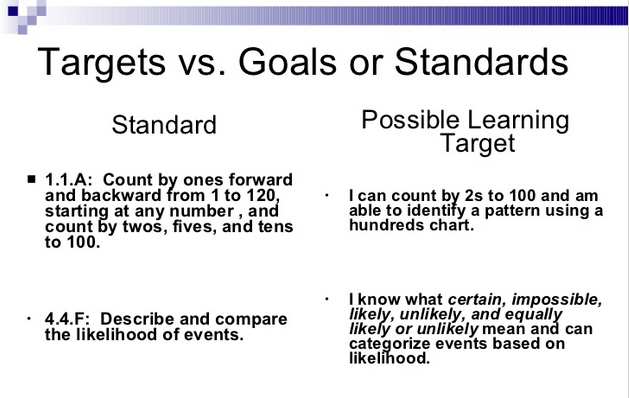 Targets vs. Goals or Standards
Standard
1.1.A: Count by ones forward
and backward from 1 to 120,
starting at any number , and
count by twos, fives, and tens
to 100.
4.4.F: Describe and compare
the likelihood of events.
Possible Learning
Target
I can count by 2s to 100 and am
able to identify a pattern using a
hundreds chart.
I know what certain, impossible,
likely, unlikely, and equally
likely or unlikely mean and can
categorize events based on
likelihood.